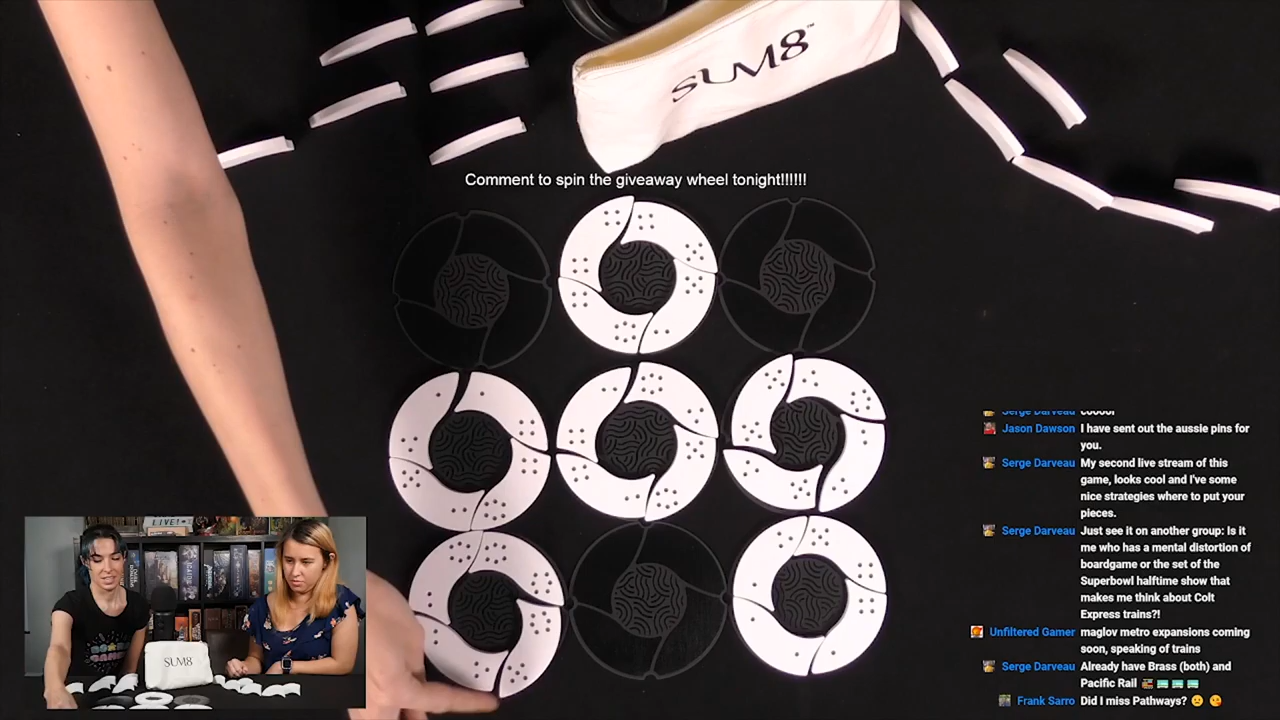 SUM8™
Comment to spin the giveaway wheel tonight!!!!!!
Serge Darveau cooool
Jason Dawson I have sent out the aussie pins for
you.
Serge Darveau My second live stream of this
game, looks cool and I've some
nice strategies where to put your
pieces.
Serge Darveau Just see it on another group: Is it
me who has a mental distortion of
boardgame or the set of the
Superbowl halftime show that
makes me think about Colt
Express trains?!
Unfiltered Gamer maglov metro expansions coming
soon, speaking of trains
Serge Darveau Already have Brass (both) and
Pacific Rail
Frank Sarro Did I miss Pathways?
LIVE!
SUM8